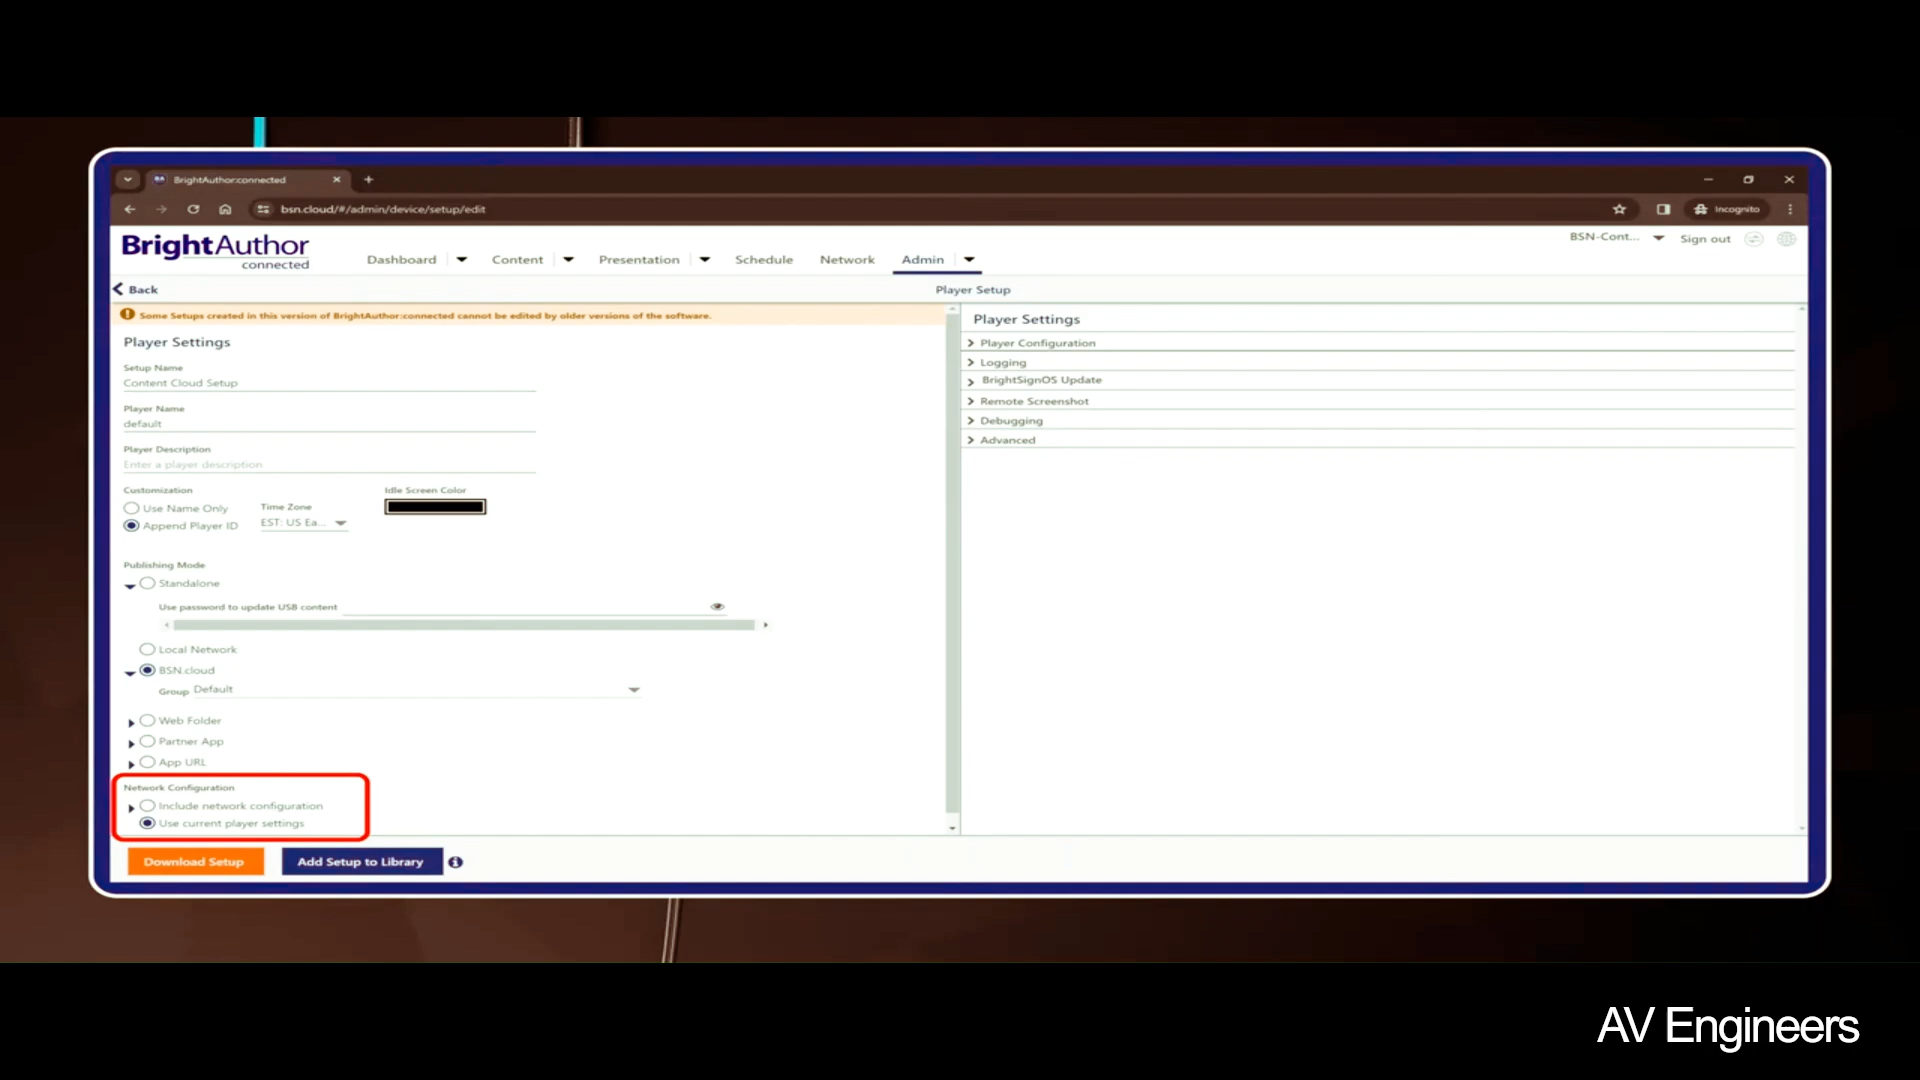 BrightAuthor:connected
bsn.cloud/#/admin/device/setup/edit
Incognito
BrightAuthor
connected
Dashboard
Content
Presentation
Schedule
Network
Admin
BSN-Cont...
Sign out
Back
Player Setup
Some Setups created in this version of BrightAuthor:connected cannot be edited by older versions of the software.
Player Settings
Setup Name
Content Cloud Setup
Player Name
default
Player Description
Enter a player description
Customization
Use Name Only
Append Player ID
Time Zone
EST: US Ea...
Idle Screen Color
Publishing Mode
Standalone
Use password to update USB content
Local Network
BSN.cloud
Group Default
Web Folder
Partner App
App URL
Network Configuration
Include network configuration
Use current player settings
Download Setup
Add Setup to Library
Player Settings
Player Configuration
Logging
BrightSignOS Update
Remote Screenshot
Debugging
Advanced
AV Engineers